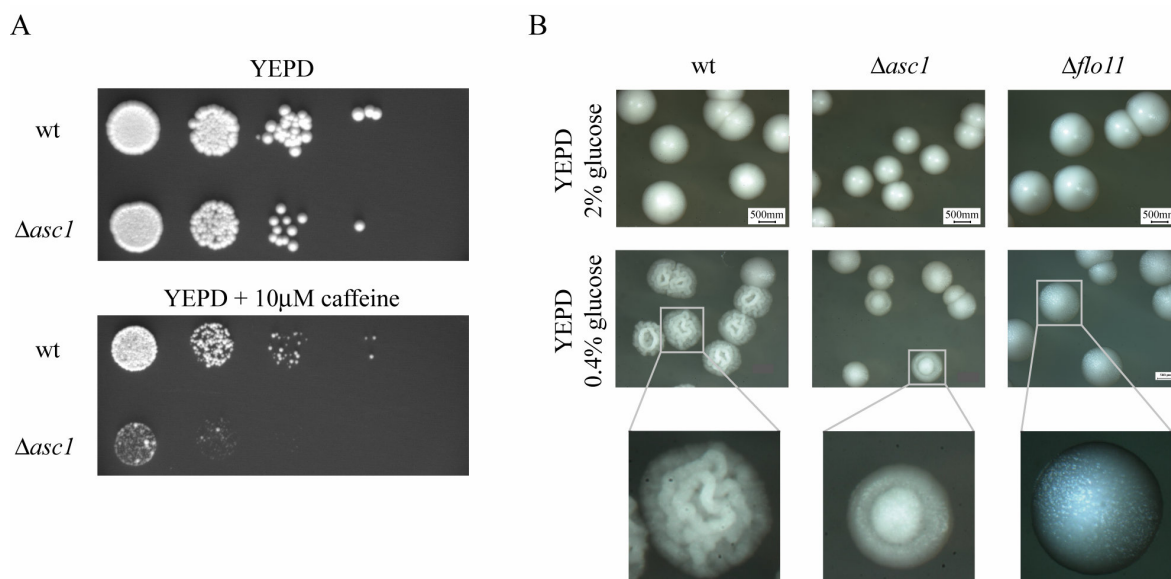 A
YEPD
wt
Δasc1
YEPD + 10μM caffeine
wt
Δasc1
B
wt
Δasc1
Δflo11
YEPD
2% glucose
500mm
500mm
500mm
YEPD
0.4% glucose